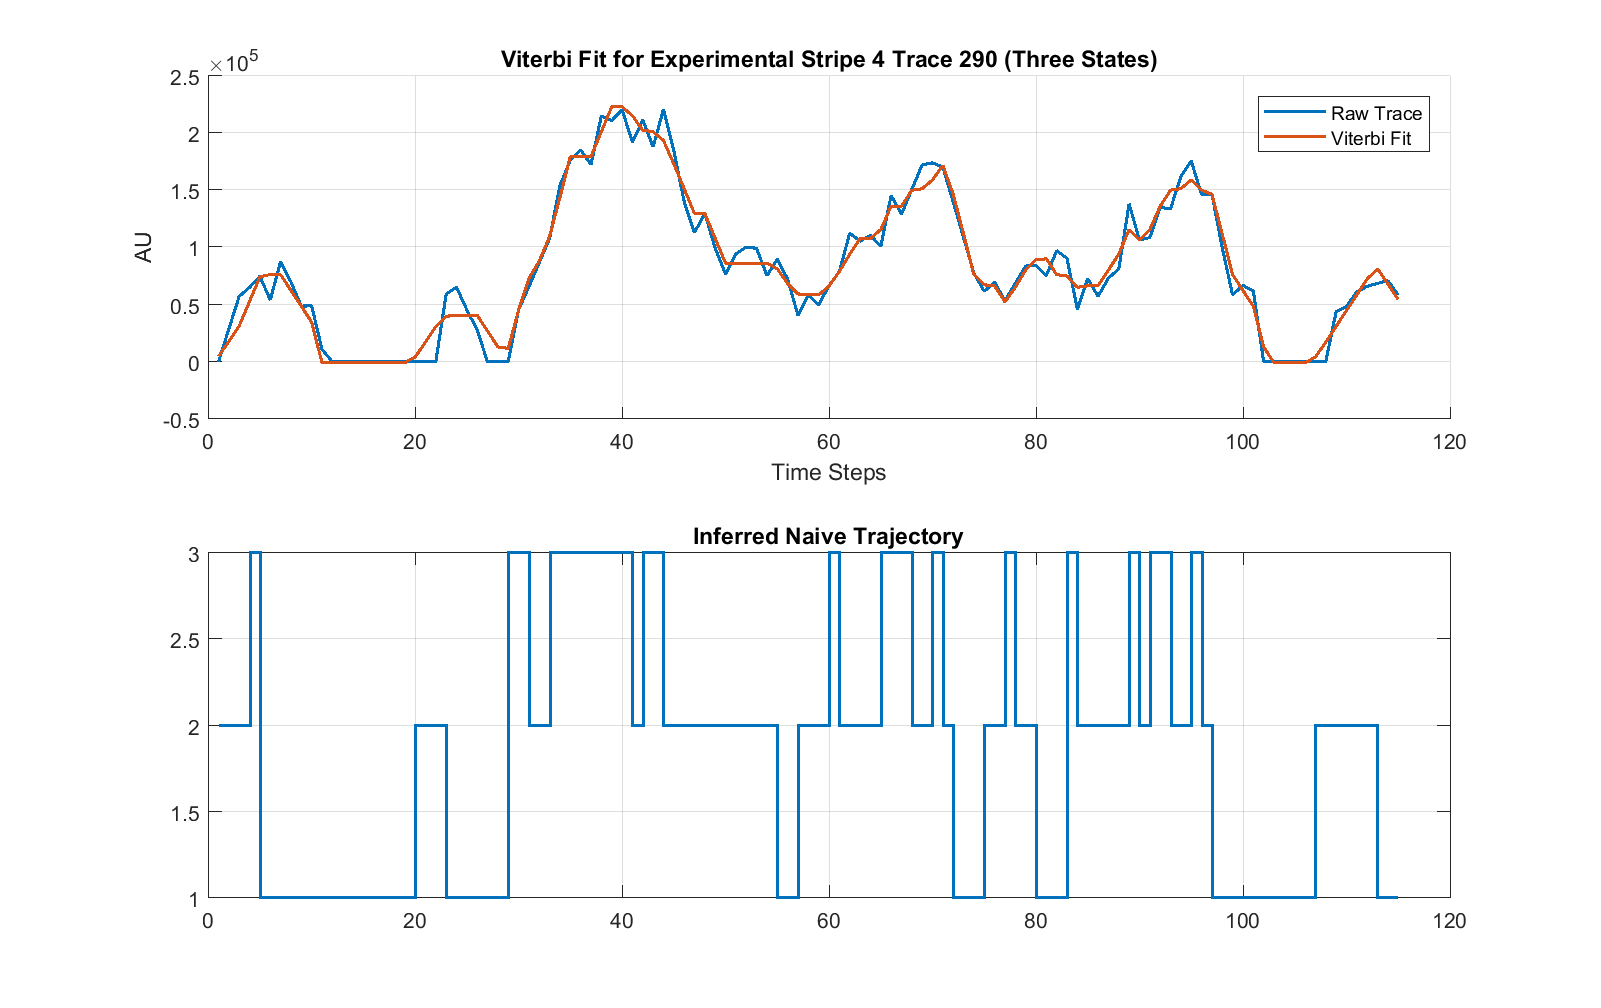 Viterbi Fit for Experimental Stripe 4 Trace 290 (Three States)
×10^5
2.5
2
1.5
1
0.5
0
-0.5
AU
Raw Trace
Viterbi Fit
0 20 40 60 80 100 120
Time Steps
Inferred Naive Trajectory
3
2.5
2
1.5
1
0 20 40 60 80 100 120